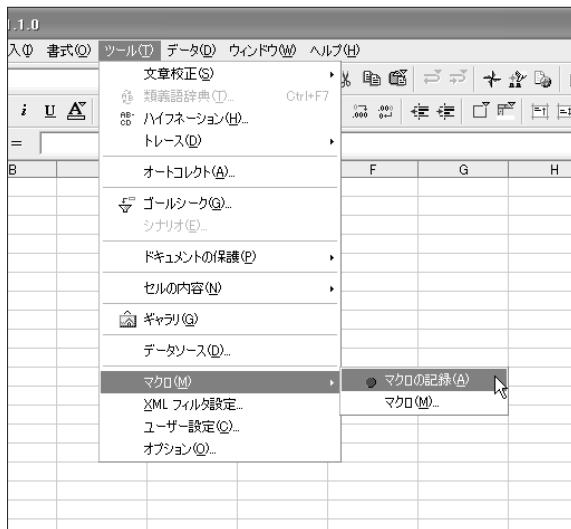 1.1.0
入(I) 書式(O) ツール(T) データ(D) ウィンドウ(W) ヘルプ(H)
文章校正(S)
類義語辞典(T)... Ctrl+F7
ハイフネーション(H)...
トレース(D)
オートコレクト(A)...
ゴールシーク(G)...
シナリオ(E)...
ドキュメントの保護(P)
セルの内容(N)
ギャラリ(G)
データソース(D)...
マクロ(M)
マクロの記録(A)
マクロ(M)...
XML フィルタ設定...
ユーザー設定(C)...
オプション(O)...
i U A
=
B F G H